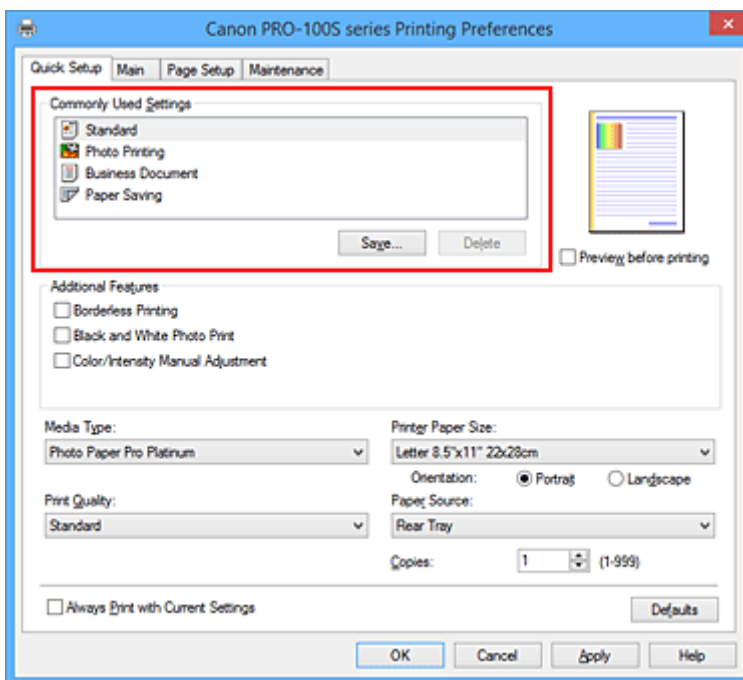 Canon PRO-100S series Printing Preferences
Quick Setup Main Page Setup Maintenance
Commonly Used Settings
Standard
Photo Printing
Business Document
Paper Saving
Save... Delete
Preview before printing
Additional Features
Borderless Printing
Black and White Photo Print
Color/Intensity Manual Adjustment
Media Type: Printer Paper Size:
Photo Paper Pro Platinum Letter 8.5"x11" 22x28cm
Orientation: Portrait Landscape
Print Quality: Paper Source:
Standard Rear Tray
Copies: 1 (1-999)
Always Print with Current Settings Defaults
OK Cancel Apply Help